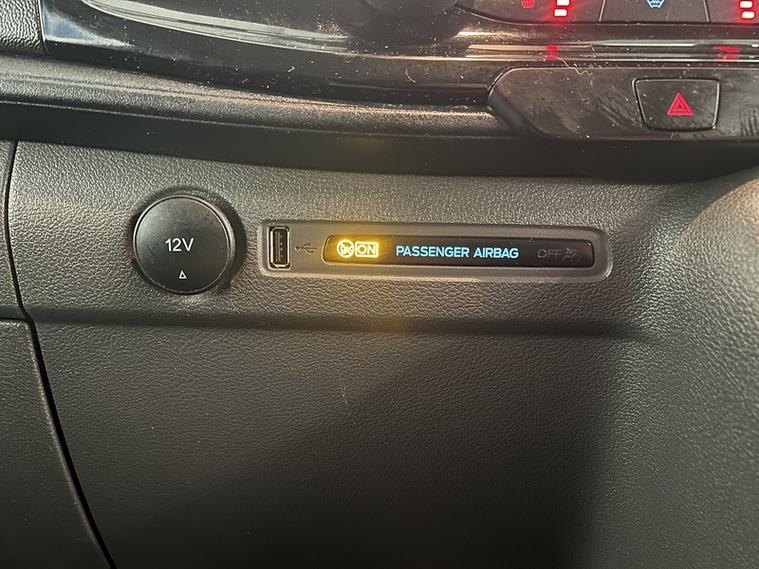 12V
ON PASSENGER AIRBAG OFF